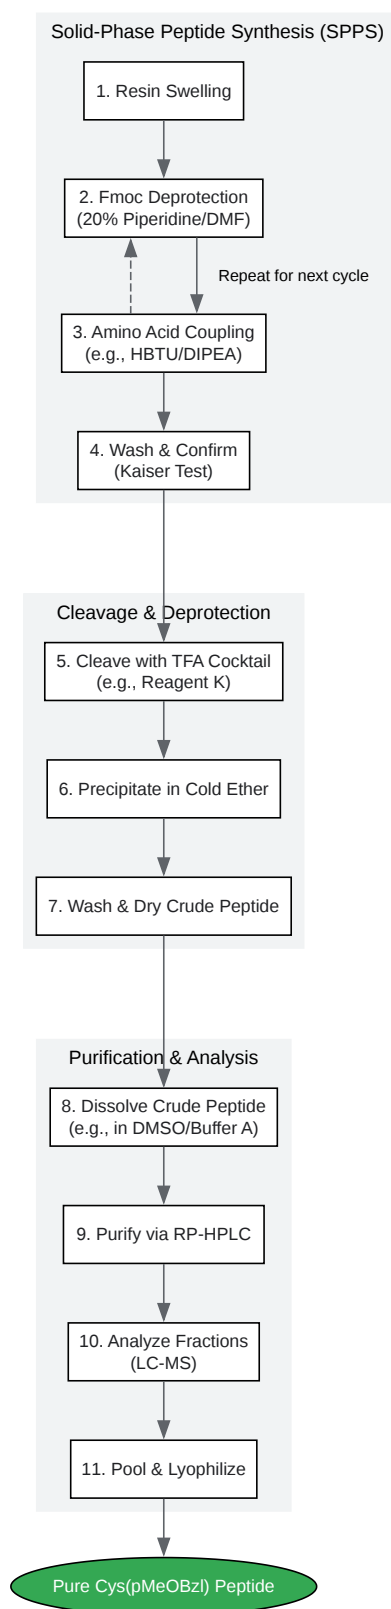 Solid-Phase Peptide Synthesis (SPPS)
1. Resin Swelling
2. Fmoc Deprotection
(20% Piperidine/DMF)
Repeat for next cycle
3. Amino Acid Coupling
(e.g., HBTU/DIPEA)
4. Wash & Confirm
(Kaiser Test)
Cleavage & Deprotection
5. Cleave with TFA Cocktail
(e.g., Reagent K)
6. Precipitate in Cold Ether
7. Wash & Dry Crude Peptide
Purification & Analysis
8. Dissolve Crude Peptide
(e.g., in DMSO/Buffer A)
9. Purify via RP-HPLC
10. Analyze Fractions
(LC-MS)
11. Pool & Lyophilize
Pure Cys(pMeOBzl) Peptide